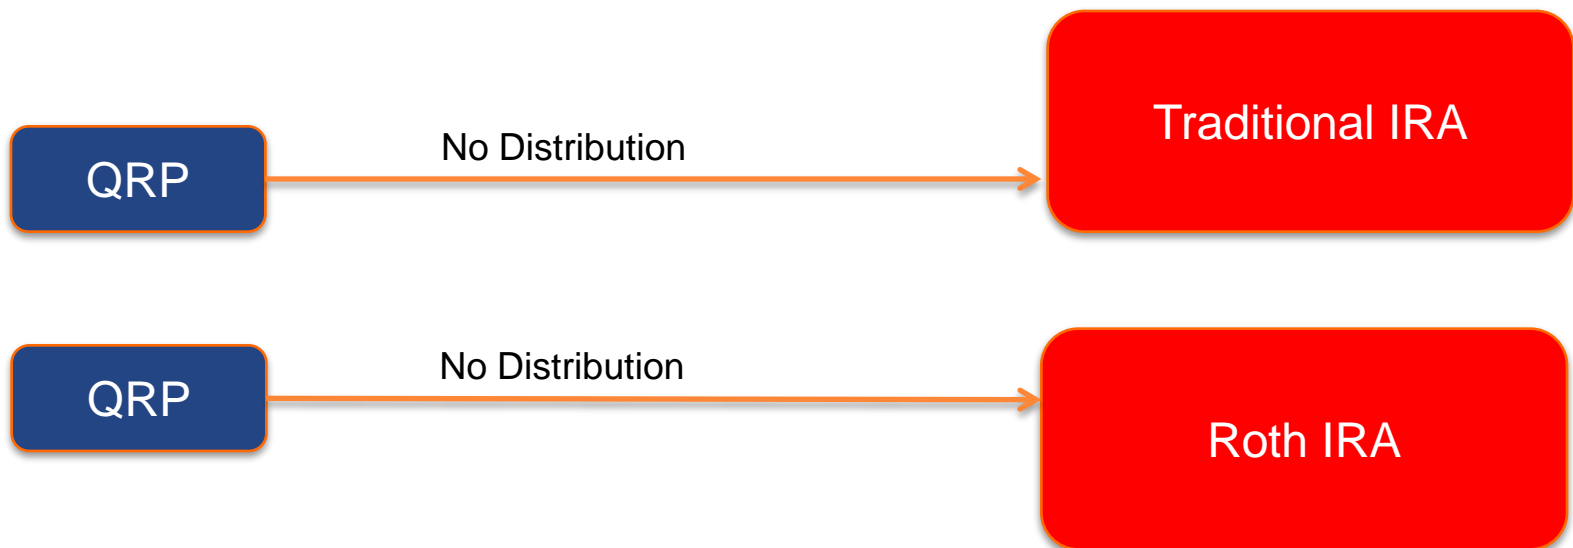 No Distribution
Traditional IRA
QRP
No Distribution
QRP
Roth IRA